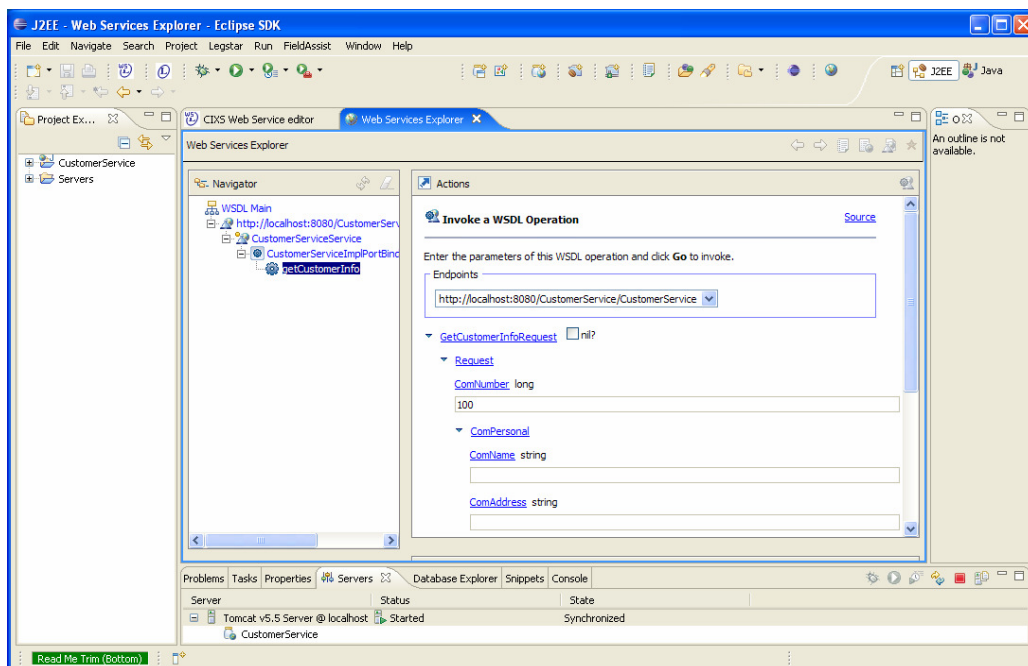 J2EE - Web Services Explorer - Eclipse SDK
File Edit Navigate Search Project Legstar Run FieldAssist Window Help
J2EE Java
Project Ex...
CustomerService
Servers
CIXS Web Service editor
Web Services Explorer
Web Services Explorer
Navigator
WSDL Main
http://localhost:8080/CustomerServ
CustomerServiceService
CustomerServiceImplPortBind
getCustomerInfo
Actions
Invoke a WSDL Operation
Source
Enter the parameters of this WSDL operation and click Go to invoke.
Endpoints
http://localhost:8080/CustomerService/CustomerService
GetCustomerInfoRequest nil?
Request
ComNumber long
100
ComPersonal
ComName string
ComAddress string
O
An outline is not
available.
Problems Tasks Properties Servers Database Explorer Snippets Console
Server Status State
Tomcat v5.5 Server @ localhost Started Synchronized
CustomerService
Read Me Trim (Bottom)